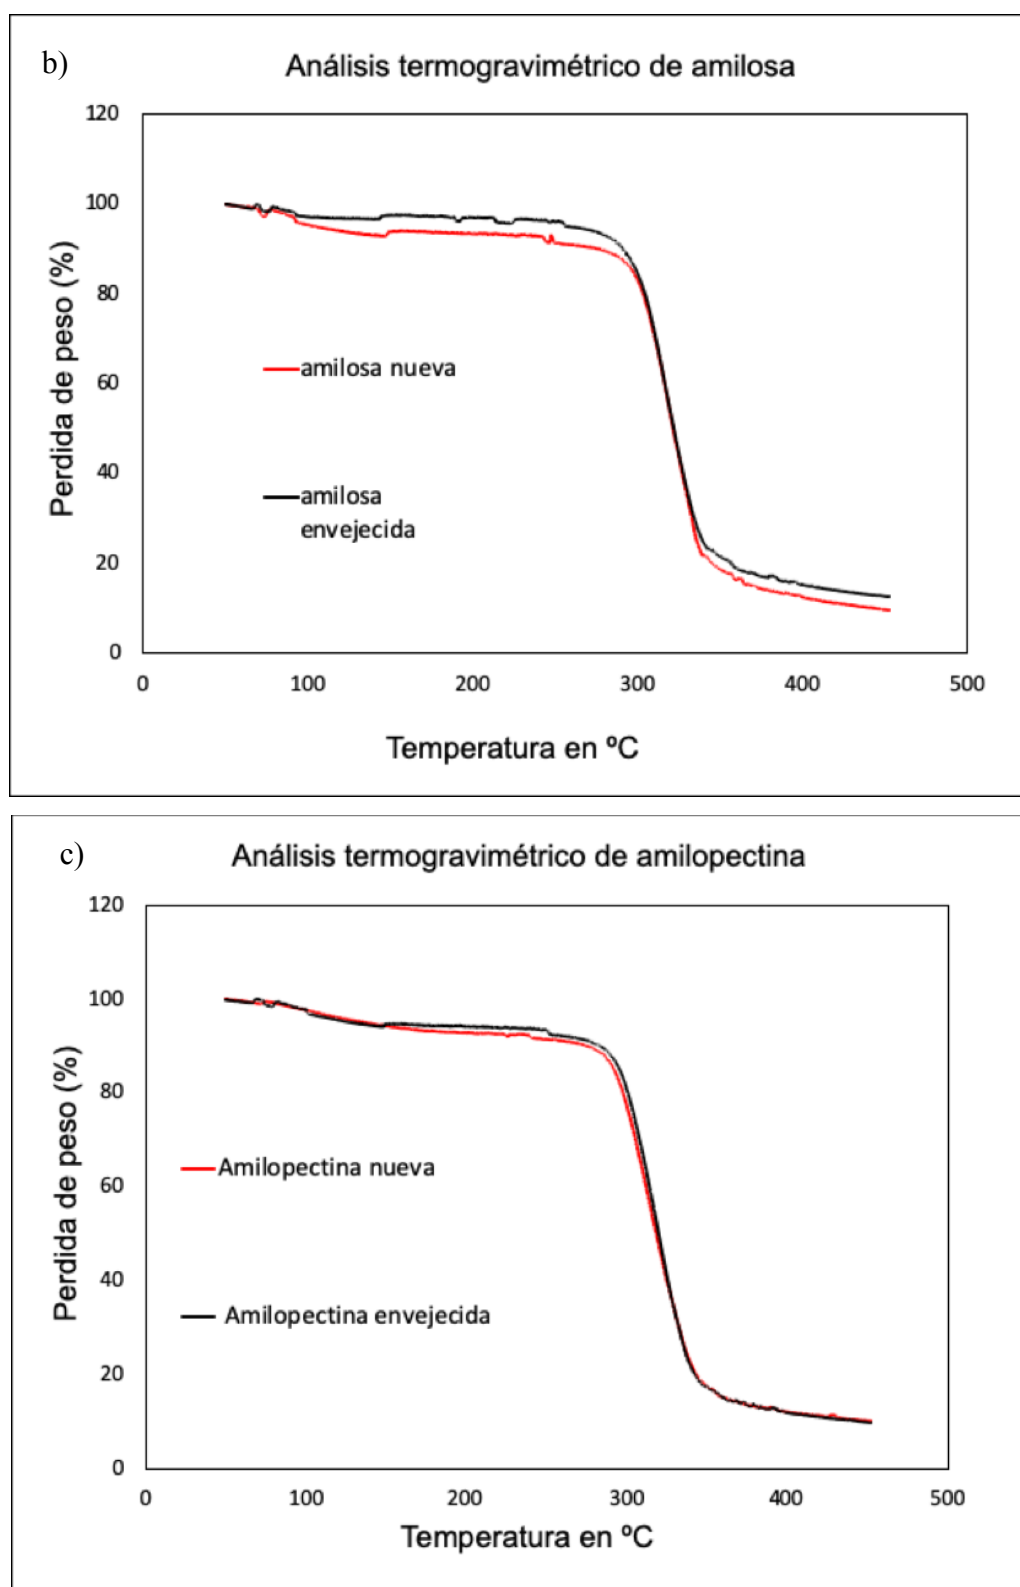 b)
Análisis termogravimétrico de amilosa
120
100
80
60
40
20
0
Perdida de peso (%)
amilosa nueva
amilosa
envejecida
0 100 200 300 400 500
Temperatura en ºC
c)
Análisis termogravimétrico de amilopectina
120
100
80
60
40
20
0
Perdida de peso (%)
Amilopectina nueva
Amilopectina envejecida
0 100 200 300 400 500
Temperatura en ºC